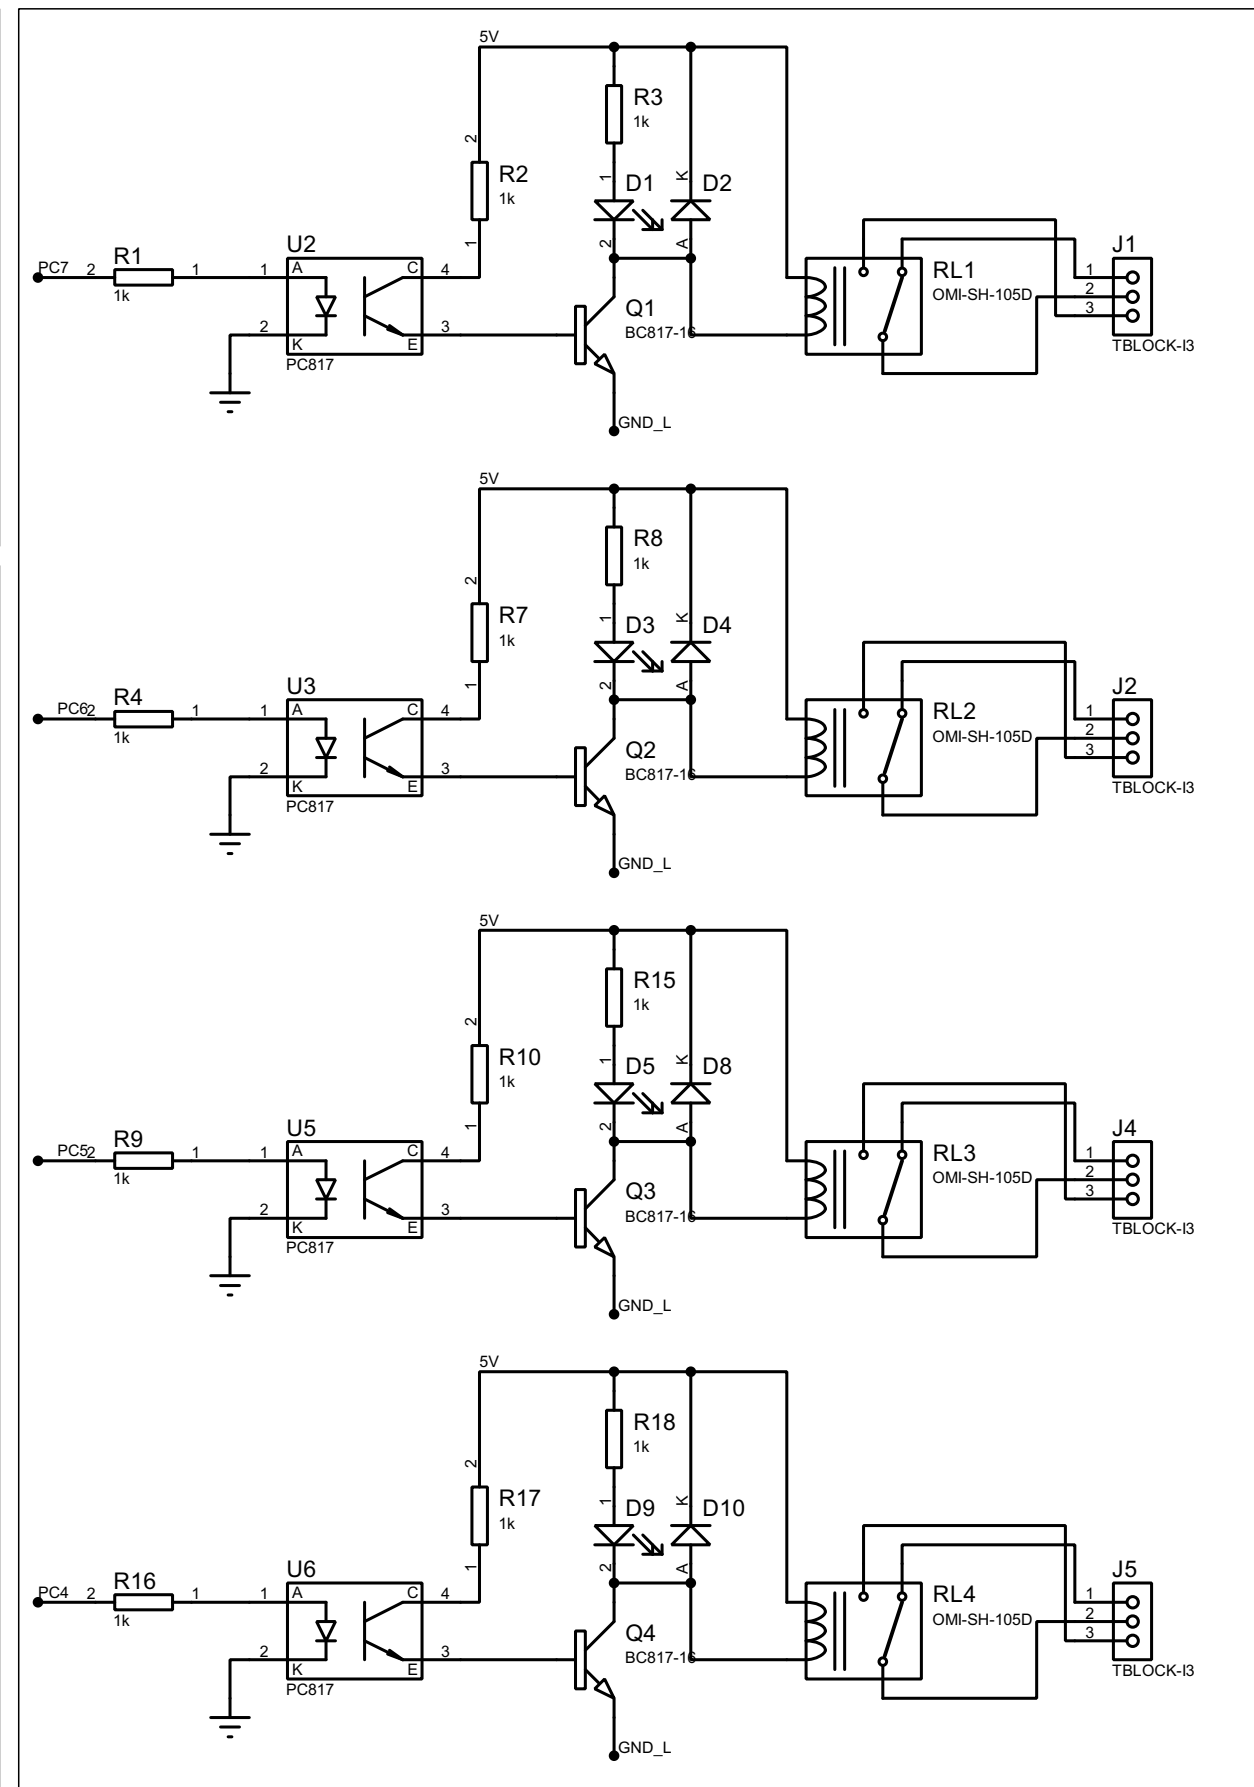 5V
R3
1k
2
R2
1k
1
1
D1
2
K
D2
A
PC7
2
R1
1k
1
1
U2
A
C
4
2
K
E
3
PC817
Q1
BC817-16
GND_L
RL1
OMI-SH-105D
J1
1
2
3
TBLOCK-I3
5V
R8
1k
2
R7
1k
1
1
D3
2
K
D4
A
PC6
2
R4
1k
1
1
U3
A
C
4
2
K
E
3
PC817
Q2
BC817-16
GND_L
RL2
OMI-SH-105D
J2
1
2
3
TBLOCK-I3
5V
R15
1k
2
R10
1k
1
1
D5
2
K
D8
A
PC5
2
R9
1k
1
1
U5
A
C
4
2
K
E
3
PC817
Q3
BC817-16
GND_L
RL3
OMI-SH-105D
J4
1
2
3
TBLOCK-I3
5V
R18
1k
2
R17
1k
1
1
D9
2
K
D10
A
PC4
2
R16
1k
1
1
U6
A
C
4
2
K
E
3
PC817
Q4
BC817-16
GND_L
RL4
OMI-SH-105D
J5
1
2
3
TBLOCK-I3